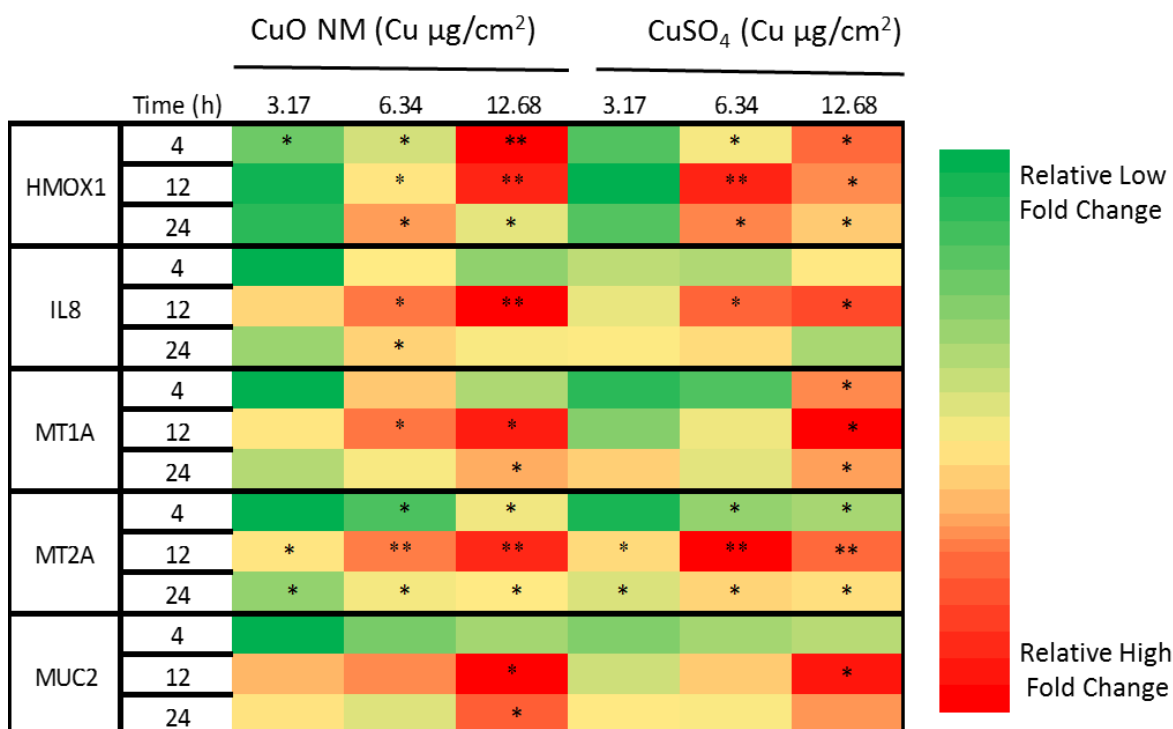 CuO NM (Cu µg/cm²) CuSO₄ (Cu µg/cm²)
Time (h) 3.17 6.34 12.68 3.17 6.34 12.68
HMOX1
4 * * ** * *
12 * ** ** *
24 * * * *
IL8
4
12 * ** * *
24 *
MT1A
4 *
12 * * *
24 * *
MT2A
4 * * * *
12 * ** ** * ** **
24 * * * * * *
MUC2
4
12 * *
24 *
Relative Low
Fold Change
Relative High
Fold Change